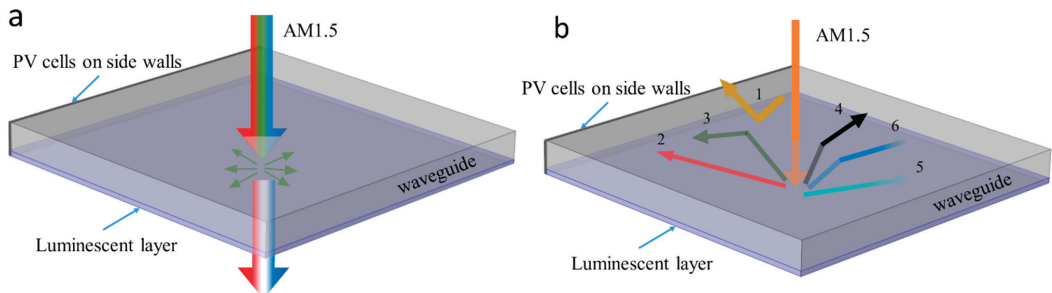 a
AM1.5
PV cells on side walls
waveguide
Luminescent layer
b
AM1.5
PV cells on side walls
1
2
3
4
6
5
waveguide
Luminescent layer